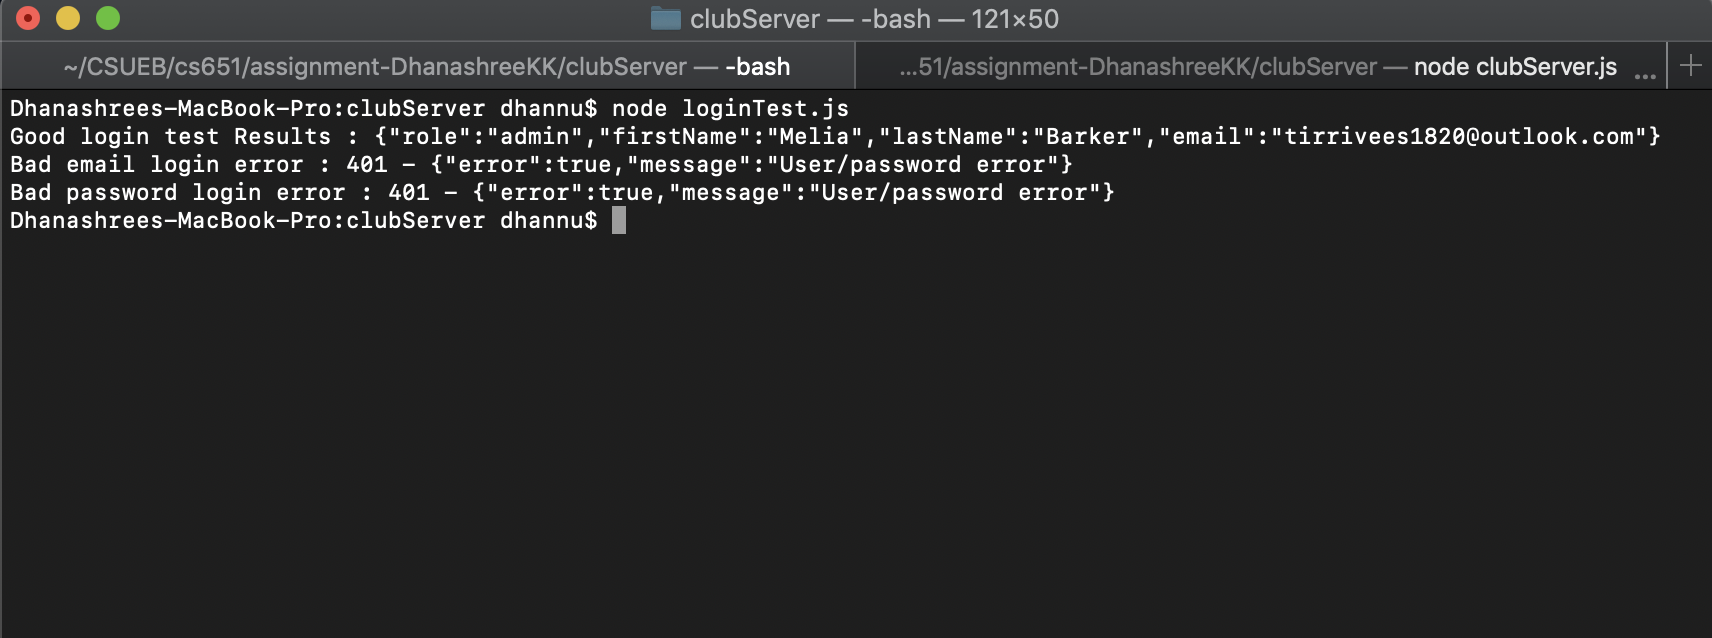 clubServer — -bash — 121×50
~/CSUEB/cs651/assignment-DhanashreeKK/clubServer — -bash
...51/assignment-DhanashreeKK/clubServer — node clubServer.js ...
Dhanashrees-MacBook-Pro:clubServer dhannu$ node loginTest.js
Good login test Results : {"role":"admin","firstName":"Melia","lastName":"Barker","email":"tirrivees1820@outlook.com"}
Bad email login error : 401 - {"error":true,"message":"User/password error"}
Bad password login error : 401 - {"error":true,"message":"User/password error"}
Dhanashrees-MacBook-Pro:clubServer dhannu$